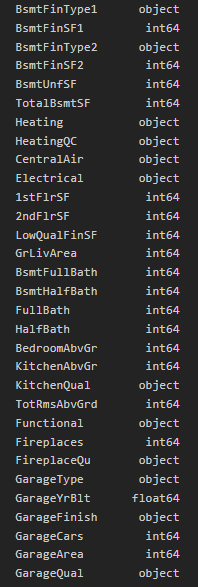 BsmtFinType1 object
BsmtFinSF1 int64
BsmtFinType2 object
BsmtFinSF2 int64
BsmtUnfSF int64
TotalBsmtSF int64
Heating object
HeatingQC object
CentralAir object
Electrical object
1stFlrSF int64
2ndFlrSF int64
LowQualFinSF int64
GrLivArea int64
BsmtFullBath int64
BsmtHalfBath int64
FullBath int64
HalfBath int64
BedroomAbvGr int64
KitchenAbvGr int64
KitchenQual object
TotRmsAbvGrd int64
Functional object
Fireplaces int64
FireplaceQu object
GarageType object
GarageYrBlt float64
GarageFinish object
GarageCars int64
GarageArea int64
GarageQual object